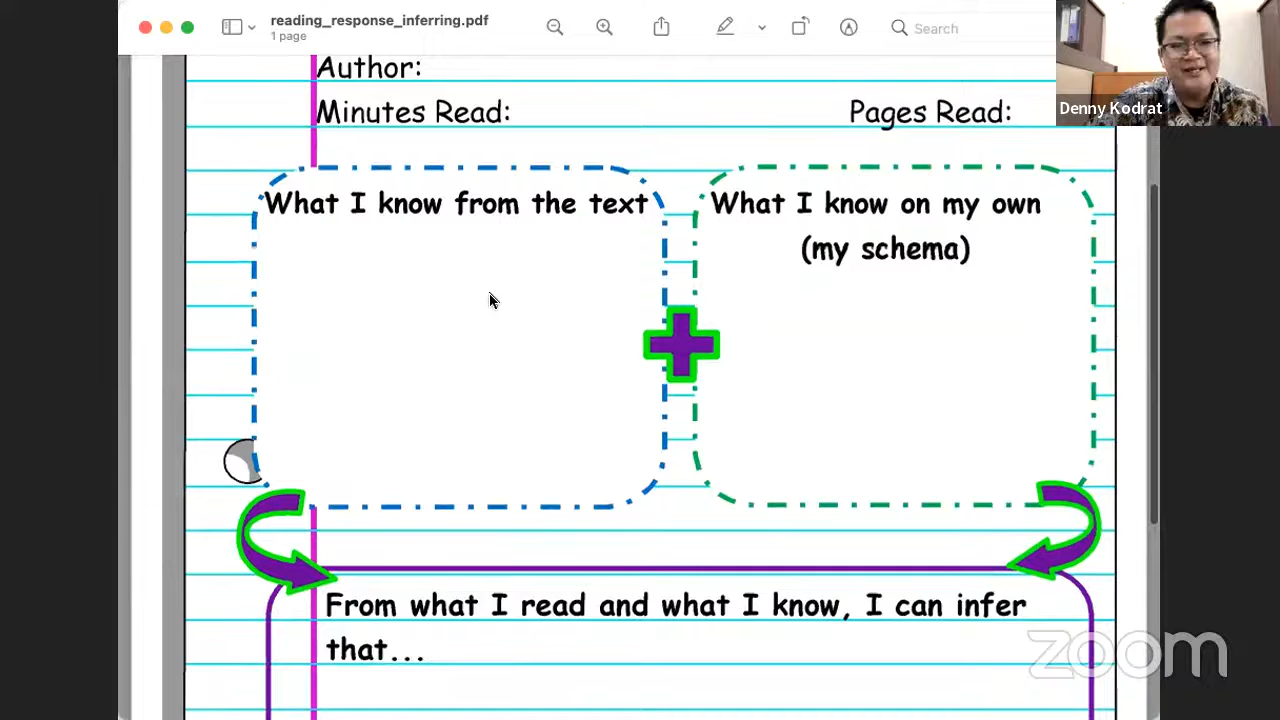 reading_response_inferring.pdf
1 page
Search
Denny Kodrat
Author:
Minutes Read: Pages Read:
What I know from the text
What I know on my own
(my schema)
From what I read and what I know, I can infer
that...
zoom